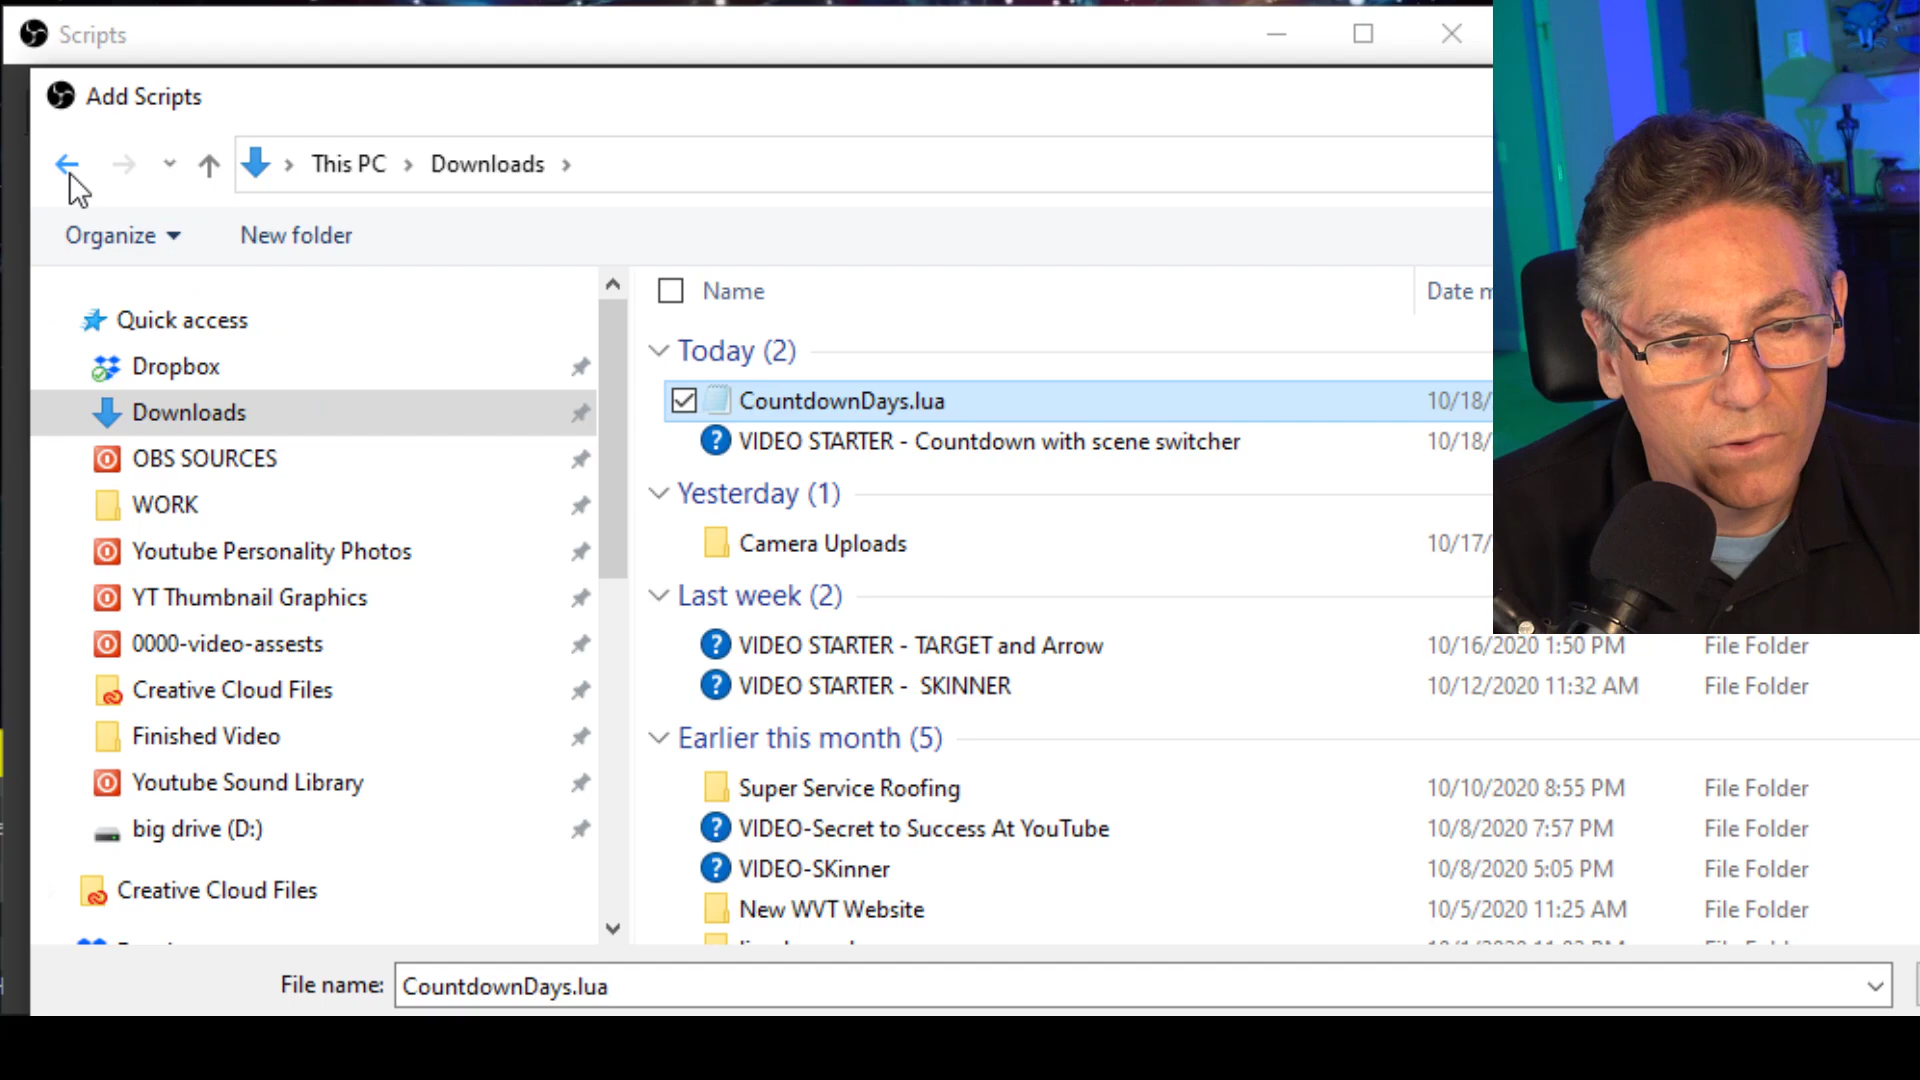 Scripts
Add Scripts
This PC
Downloads
Organize
New folder
Quick access
Dropbox
Downloads
OBS SOURCES
WORK
Youtube Personality Photos
YT Thumbnail Graphics
0000-video-assests
Creative Cloud Files
Finished Video
Youtube Sound Library
big drive (D:)
Creative Cloud Files
Name
Date
Today (2)
CountdownDays.lua 10/18/
VIDEO STARTER - Countdown with scene switcher 10/18/
Yesterday (1)
Camera Uploads 10/17/
Last week (2)
VIDEO STARTER - TARGET and Arrow 10/16/2020 1:50 PM File Folder
VIDEO STARTER -  SKINNER 10/12/2020 11:32 AM File Folder
Earlier this month (5)
Super Service Roofing 10/10/2020 8:55 PM File Folder
VIDEO-Secret to Success At YouTube 10/8/2020 7:57 PM File Folder
VIDEO-SKinner 10/8/2020 5:05 PM File Folder
New WVT Website 10/5/2020 11:25 AM File Folder
File name: CountdownDays.lua